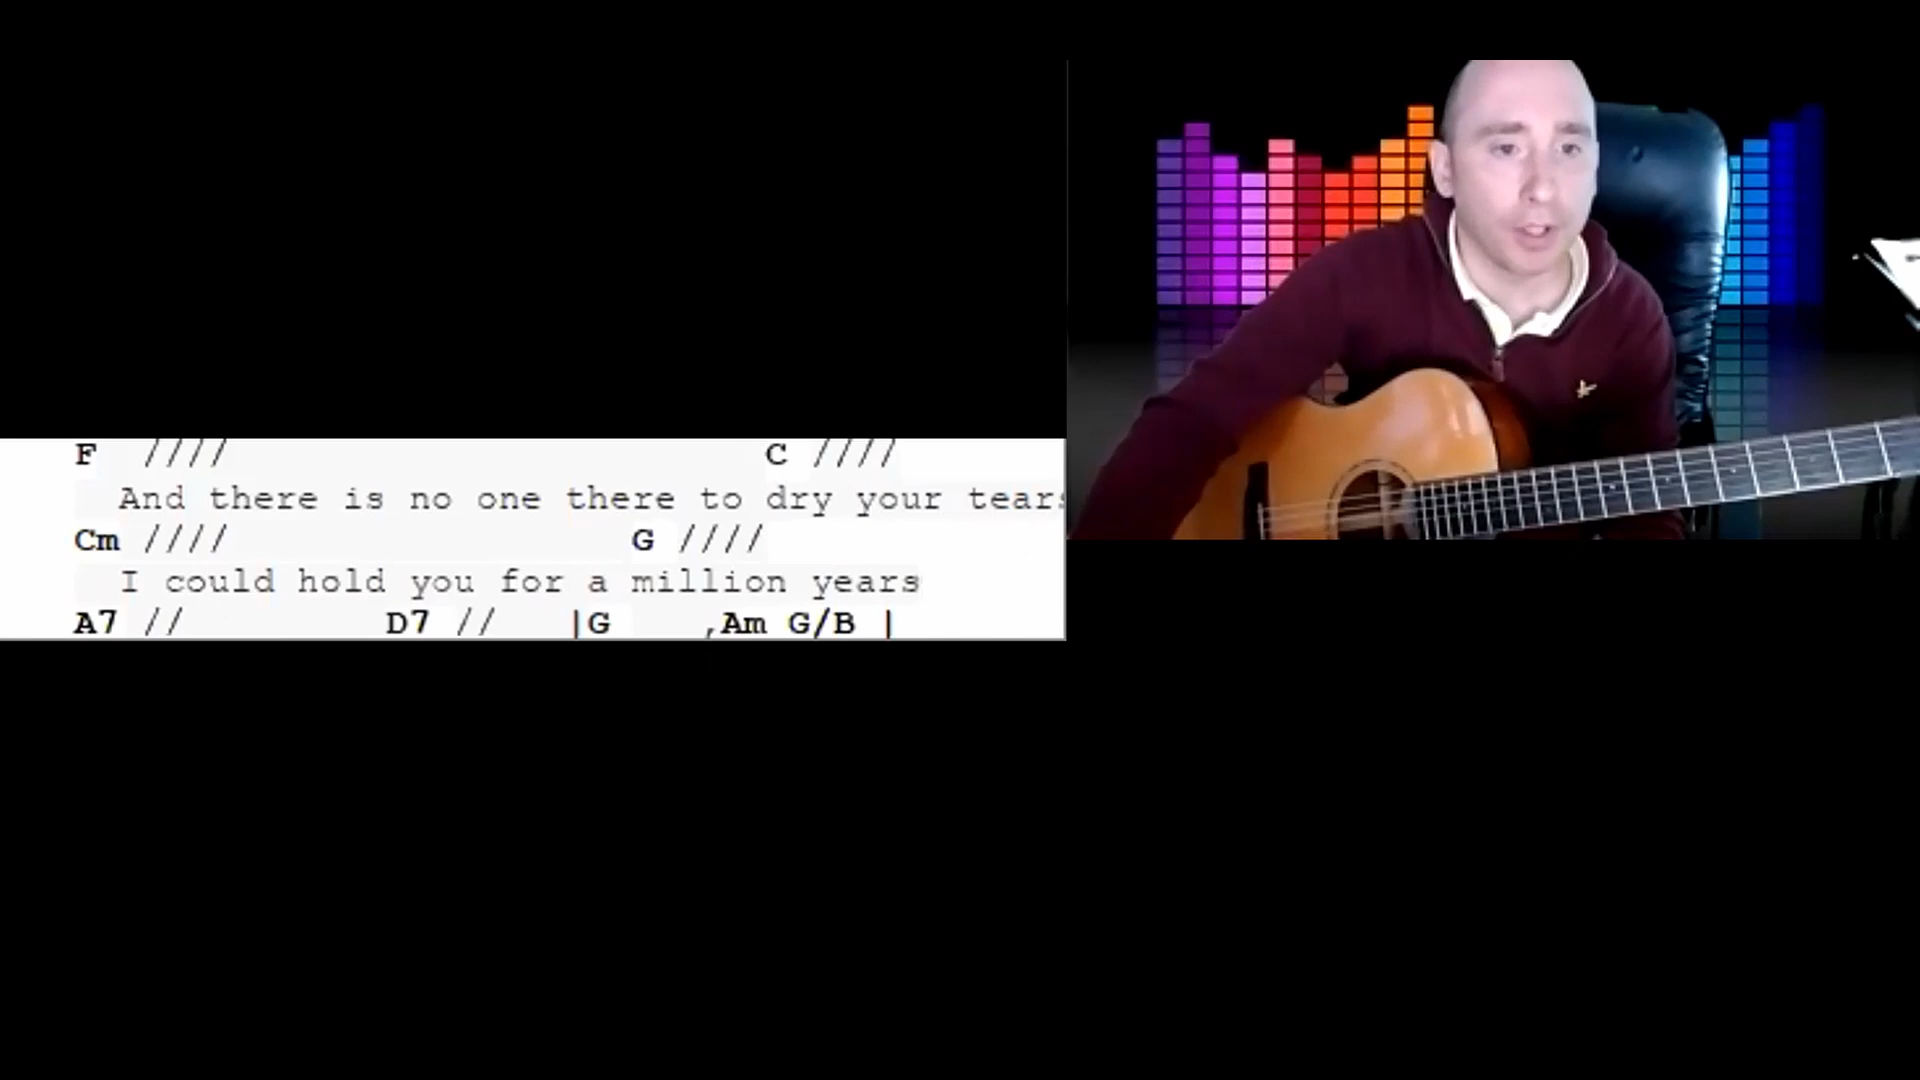 F //// C ////
And there is no one there to dry your tears
Cm //// G ////
I could hold you for a million years
A7 // D7 // |G ,Am G/B |